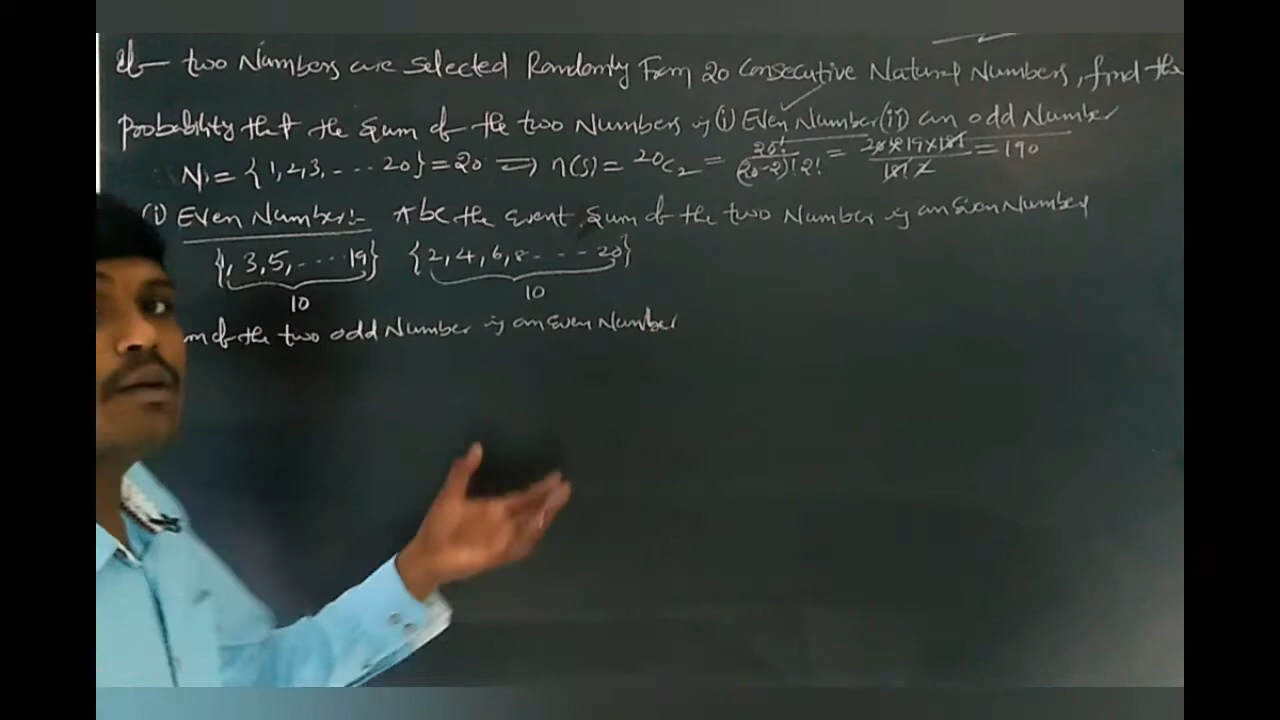 If two Numbers are Selected Randomly From 20 Consecutive Natural Numbers, find the
probability that the sum of the two Numbers is (i) Even Number (ii) an odd Number
N = {1, 2, 3, ... 20} = 20 ⟹ n(S) = 20C2 = 20!/(20-2)! 2! = 20×19×18!/18! 2 = 190
(i) Even Number:- A be the event sum of the two Number is an Even Number
{1, 3, 5, ... 19} {2, 4, 6, 8 - - - 20}
10 10
m of the two odd Number is an Even Number